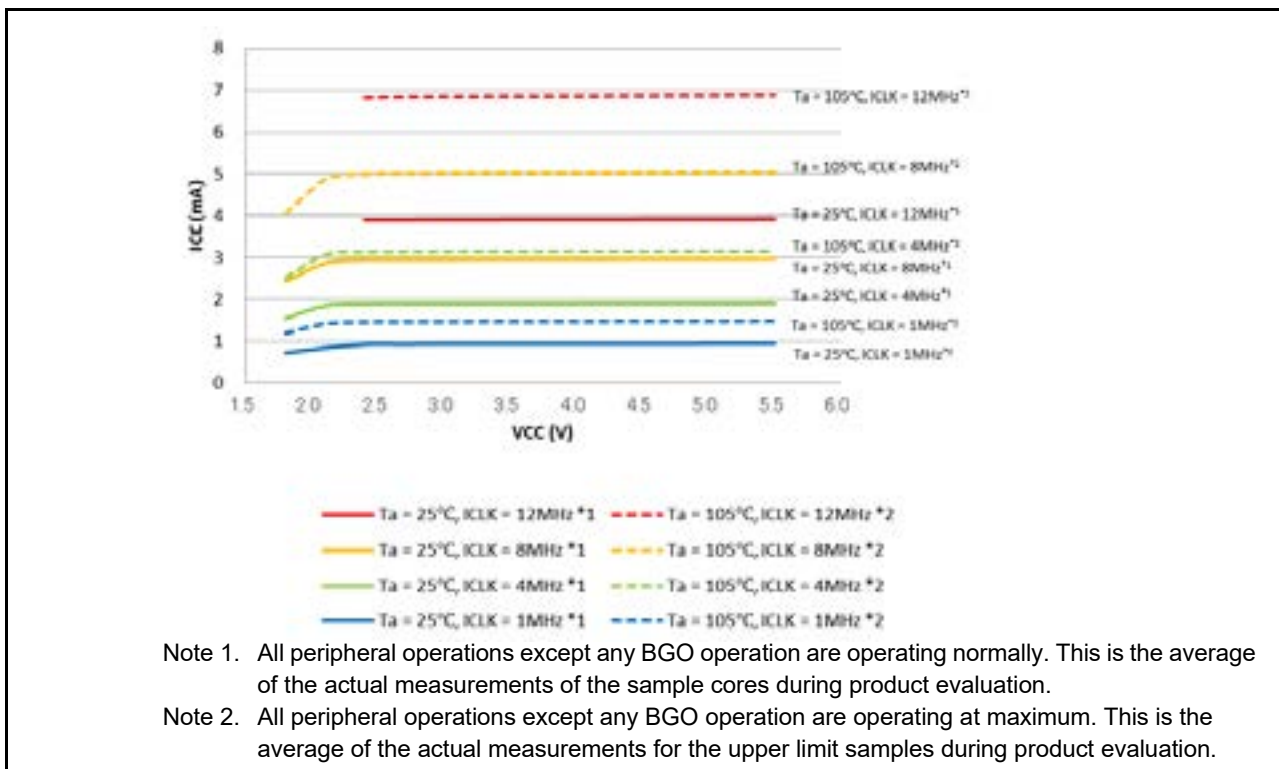 8
7
6
5
4
3
2
1
0
ICC (mA)
1.5 2.0 2.5 3.0 3.5 4.0 4.5 5.0 5.5 6.0
VCC (V)
Ta = 105℃, ICLK = 12MHz*2
Ta = 105℃, ICLK = 8MHz*2
Ta = 25℃, ICLK = 12MHz*1
Ta = 105℃, ICLK = 4MHz*2
Ta = 25℃, ICLK = 8MHz*1
Ta = 25℃, ICLK = 4MHz*1
Ta = 105℃, ICLK = 1MHz*2
Ta = 25℃, ICLK = 1MHz
Ta = 25℃, ICLK = 12MHz *1 Ta = 105℃, ICLK = 12MHz *2
Ta = 25℃, ICLK = 8MHz *1 Ta = 105℃, ICLK = 8MHz *2
Ta = 25℃, ICLK = 4MHz *1 Ta = 105℃, ICLK = 4MHz *2
Ta = 25℃, ICLK = 1MHz *1 Ta = 105℃, ICLK = 1MHz *2
Note 1. All peripheral operations except any BGO operation are operating normally. This is the average
of the actual measurements of the sample cores during product evaluation.
Note 2. All peripheral operations except any BGO operation are operating at maximum. This is the
average of the actual measurements for the upper limit samples during product evaluation.